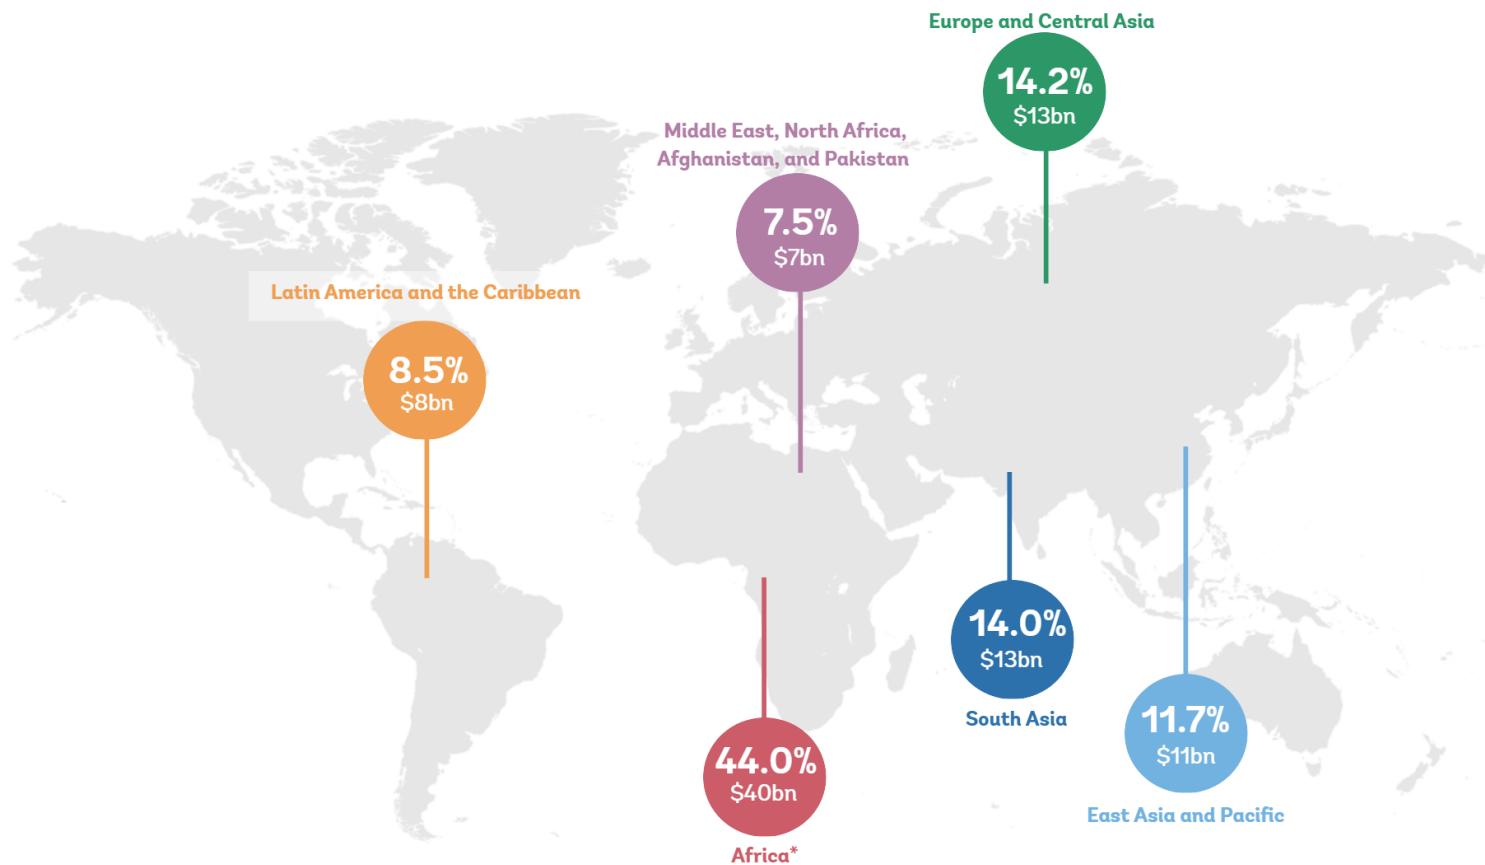 Europe and Central Asia
14.2%
$13bn
Middle East, North Africa,
Afghanistan, and Pakistan
7.5%
$7bn
Latin America and the Caribbean
8.5%
$8bn
14.0%
$13bn
South Asia
11.7%
$11bn
East Asia and Pacific
44.0%
$40bn
Africa*